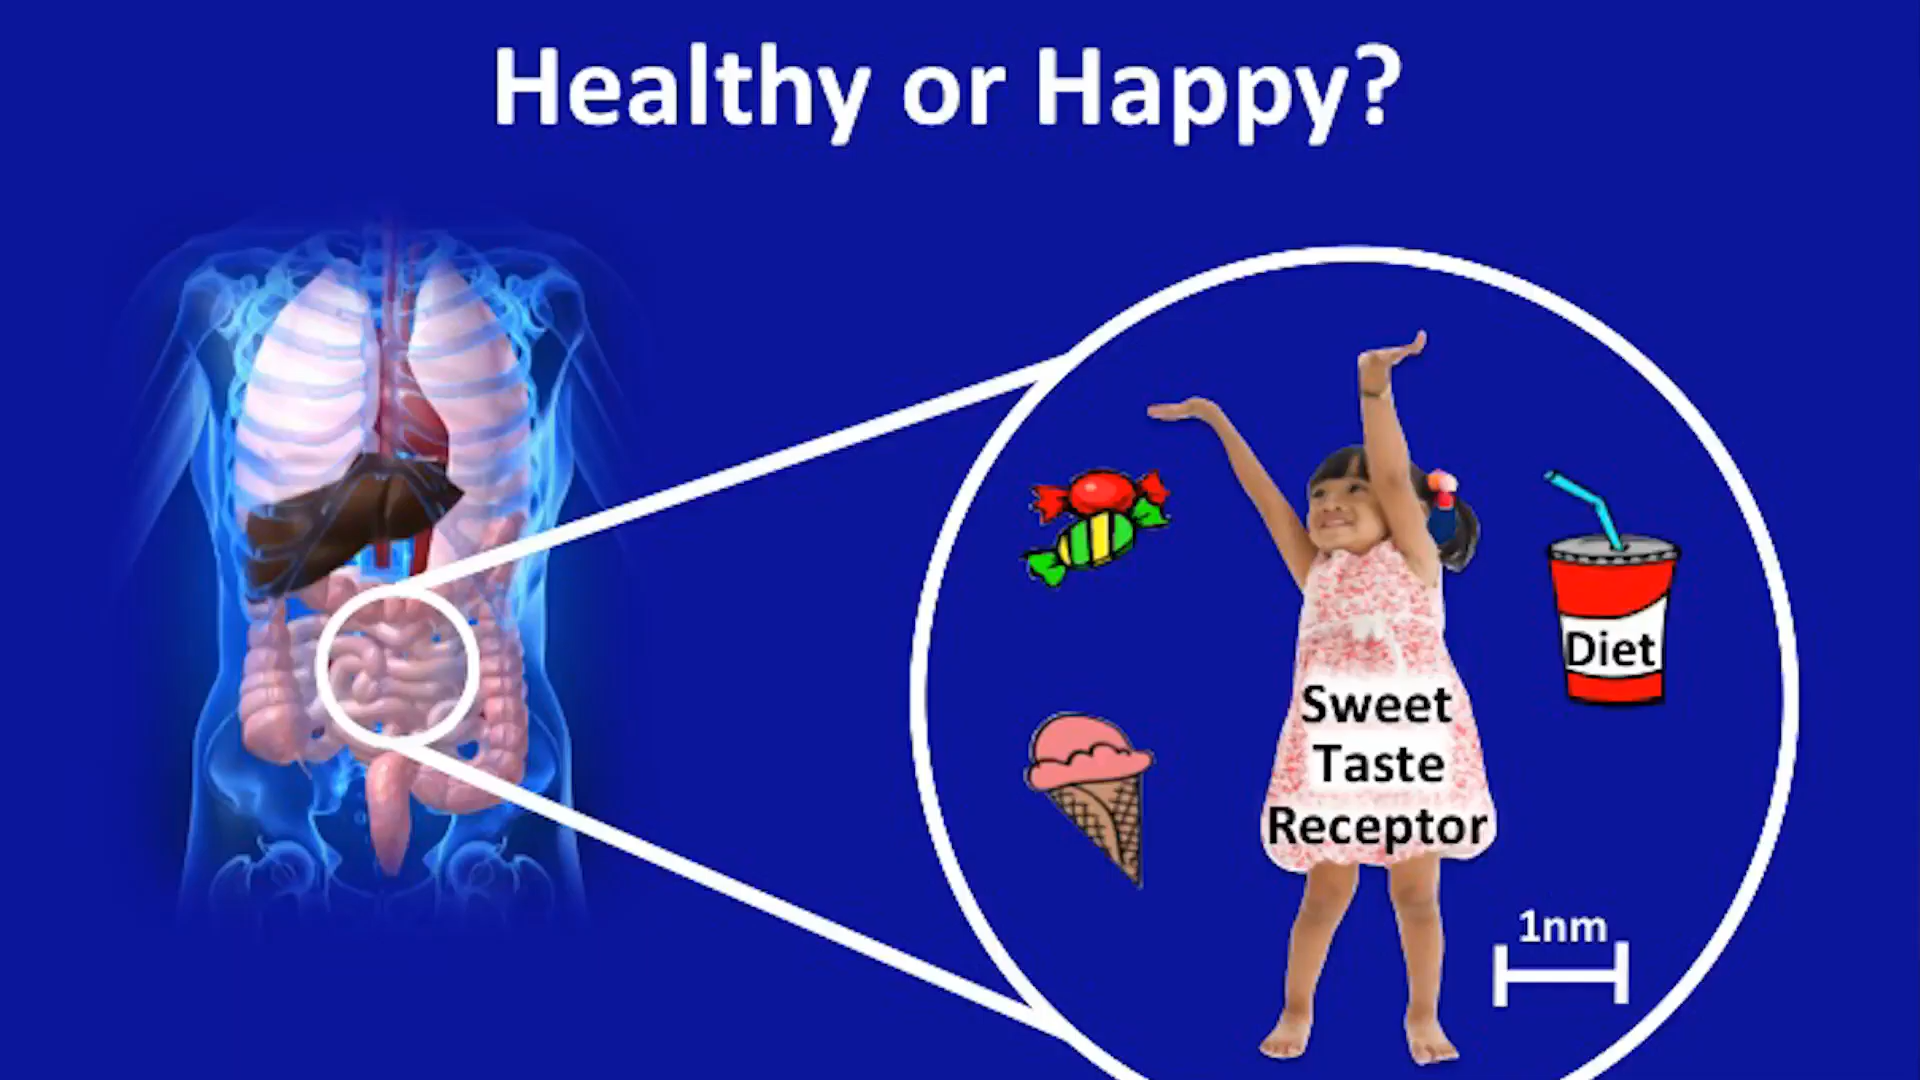 Healthy or Happy?
Diet
Sweet
Taste
Receptor
1nm